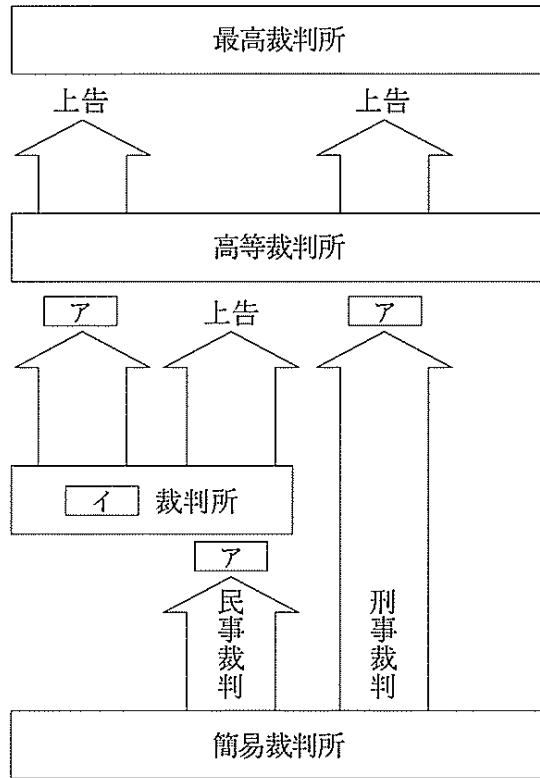 最高裁判所
上告 上告
高等裁判所
ア 上告 ア
イ 裁判所
ア
民事裁判
刑事裁判
簡易裁判所